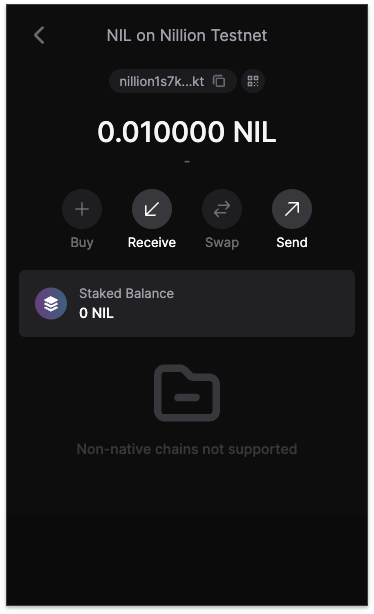 NIL on Nillion Testnet
nillion1s7k...kt
0.010000 NIL
-
Buy Receive Swap Send
Staked Balance
0 NIL
Non-native chains not supported